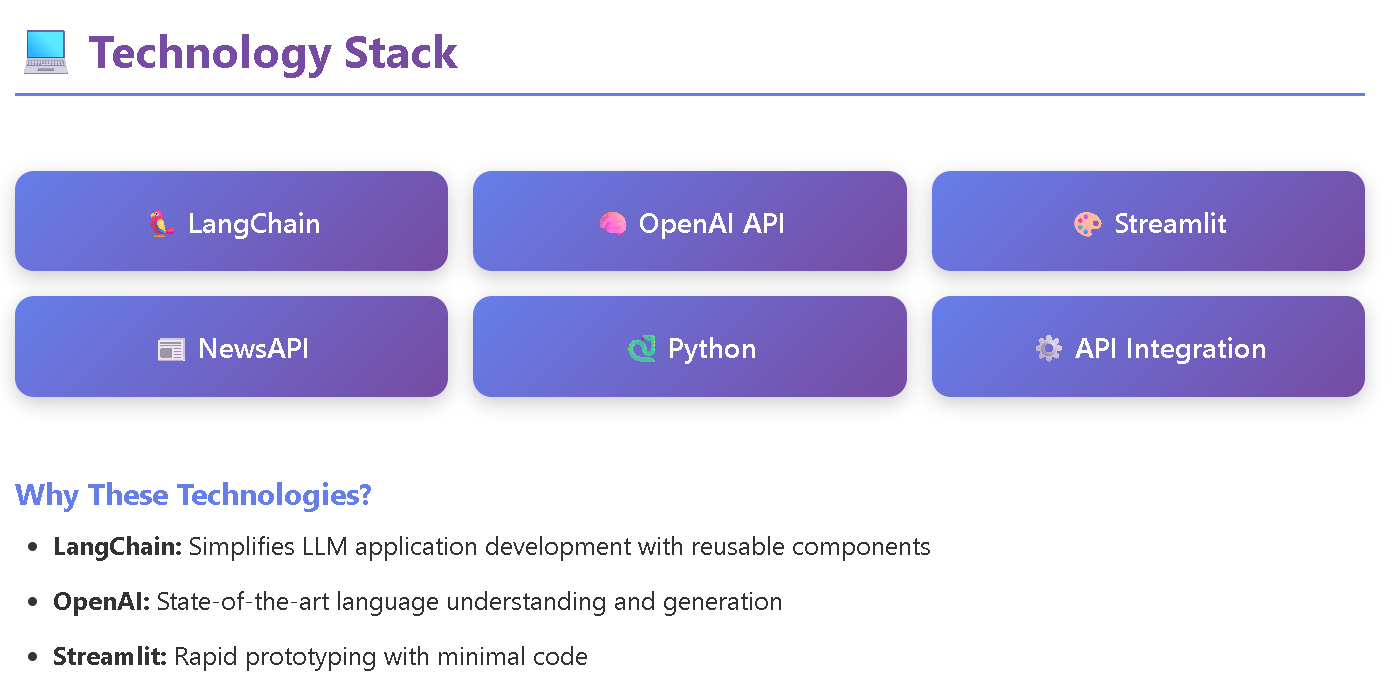 Technology Stack
LangChain
OpenAI API
Streamlit
NewsAPI
Python
API Integration
Why These Technologies?
LangChain: Simplifies LLM application development with reusable components
OpenAI: State-of-the-art language understanding and generation
Streamlit: Rapid prototyping with minimal code